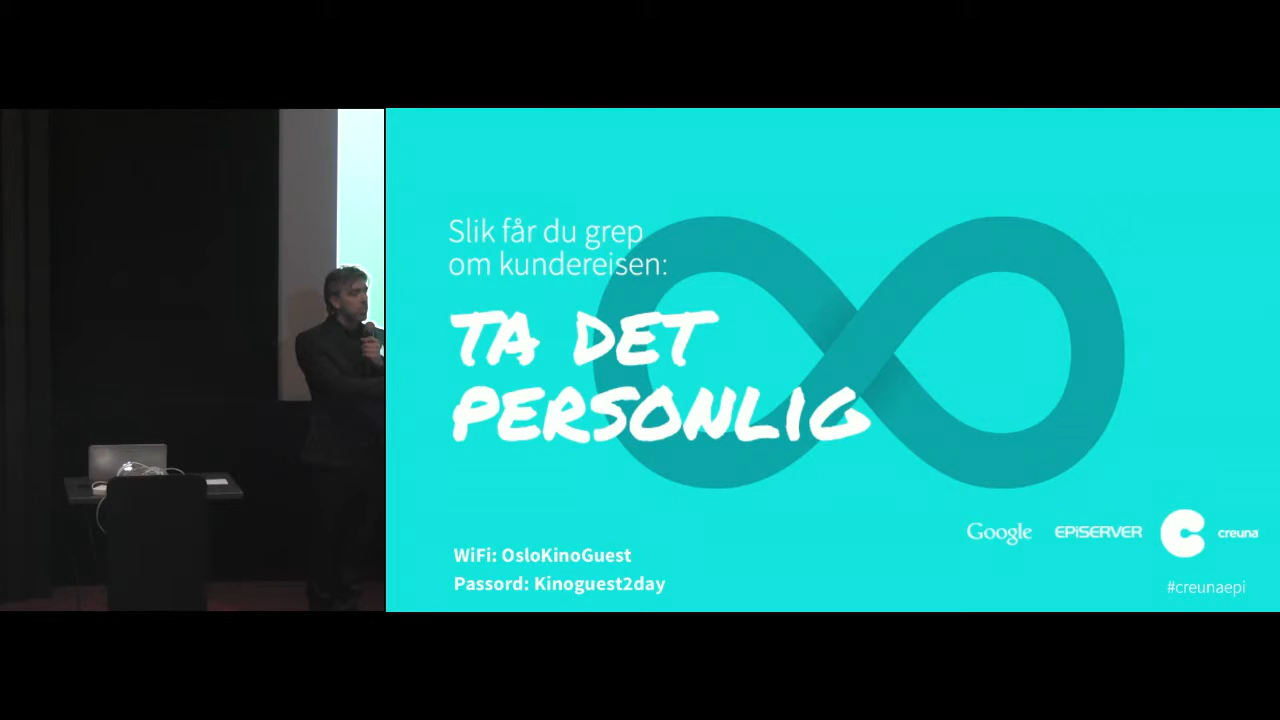 Slik får du grep
om kundereisen:
TA DET
PERSONLIG
WiFi: OsloKinoGuest
Passord: Kinoguest2day
Google EPiSERVER creuna
#creunaepi